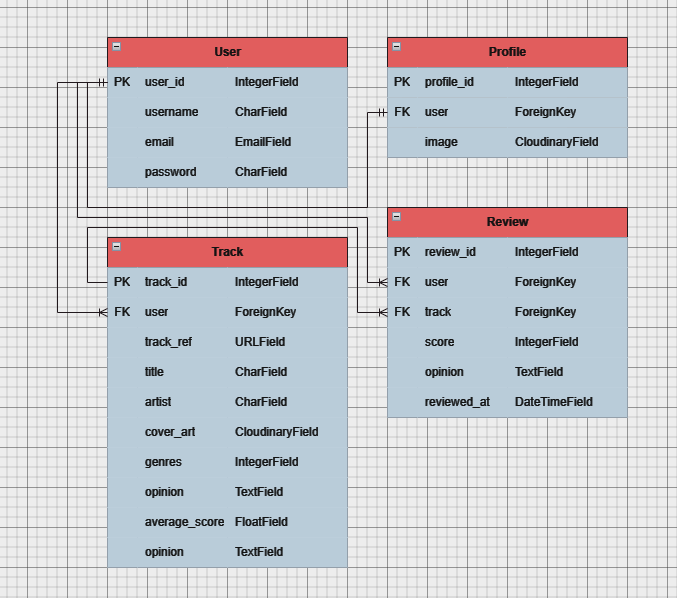 User
PK user_id IntegerField
username CharField
email EmailField
password CharField
Profile
PK profile_id IntegerField
FK user ForeignKey
image CloudinaryField
Track
PK track_id IntegerField
FK user ForeignKey
track_ref URLField
title CharField
artist CharField
cover_art CloudinaryField
genres IntegerField
opinion TextField
average_score FloatField
opinion TextField
Review
PK review_id IntegerField
FK user ForeignKey
FK track ForeignKey
score IntegerField
opinion TextField
reviewed_at DateTimeField